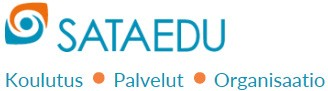 SATAEDU
Koulutus • Palvelut • Organisaatio